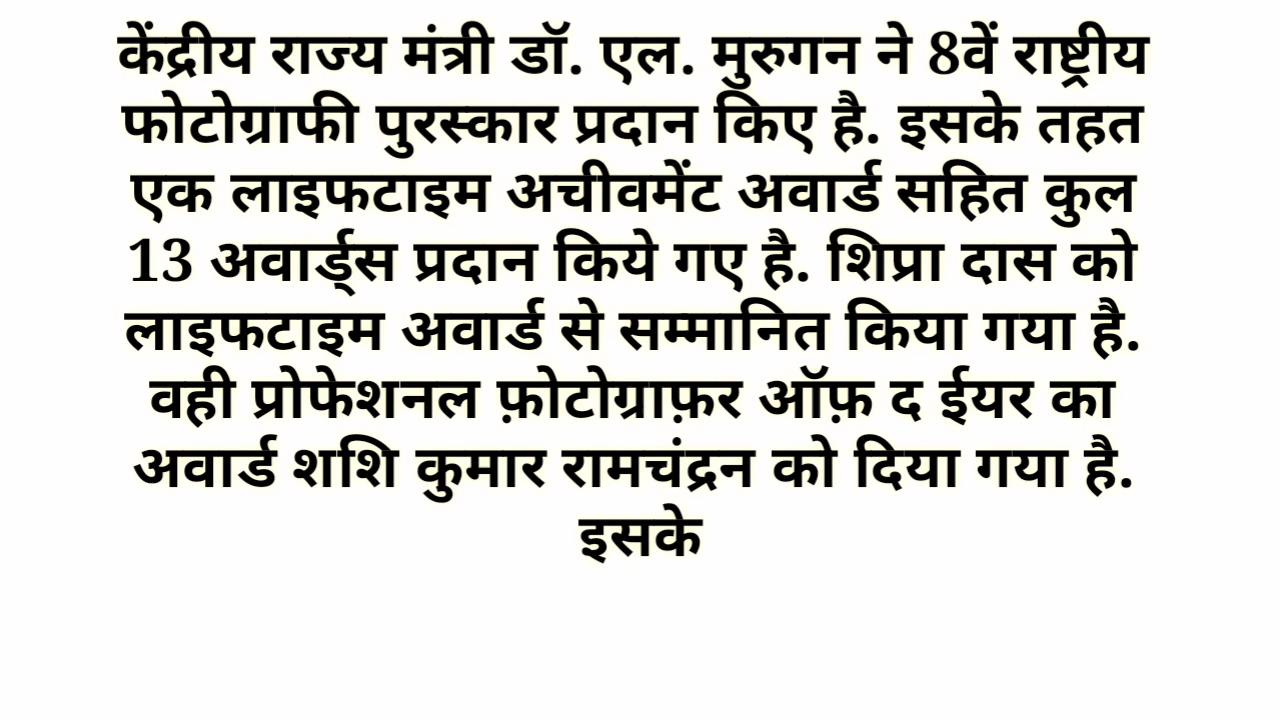 केंद्रीय राज्य मंत्री डॉ. एल. मुरुगन ने 8वें राष्ट्रीय
फोटोग्राफी पुरस्कार प्रदान किए है. इसके तहत
एक लाइफटाइम अचीवमेंट अवार्ड सहित कुल
13 अवार्ड्स प्रदान किये गए है. शिप्रा दास को
लाइफटाइम अवार्ड से सम्मानित किया गया है.
वही प्रोफेशनल फ़ोटोग्राफ़र ऑफ़ द ईयर का
अवार्ड शशि कुमार रामचंद्रन को दिया गया है.
इसके